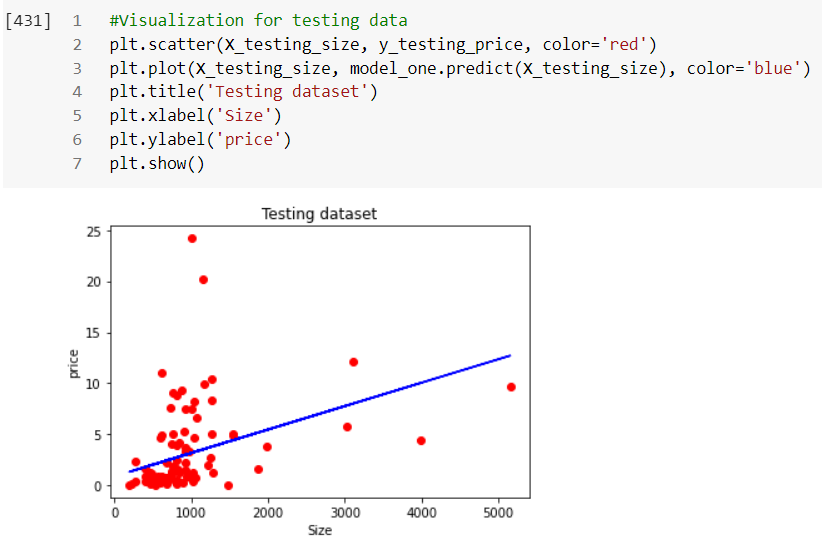 [431] 1 #Visualization for testing data
2 plt.scatter(X_testing_size, y_testing_price, color='red')
3 plt.plot(X_testing_size, model_one.predict(X_testing_size), color='blue')
4 plt.title('Testing dataset')
5 plt.xlabel('Size')
6 plt.ylabel('price')
7 plt.show()
Testing dataset
25
20
15
10
5
0
price
0 1000 2000 3000 4000 5000
Size